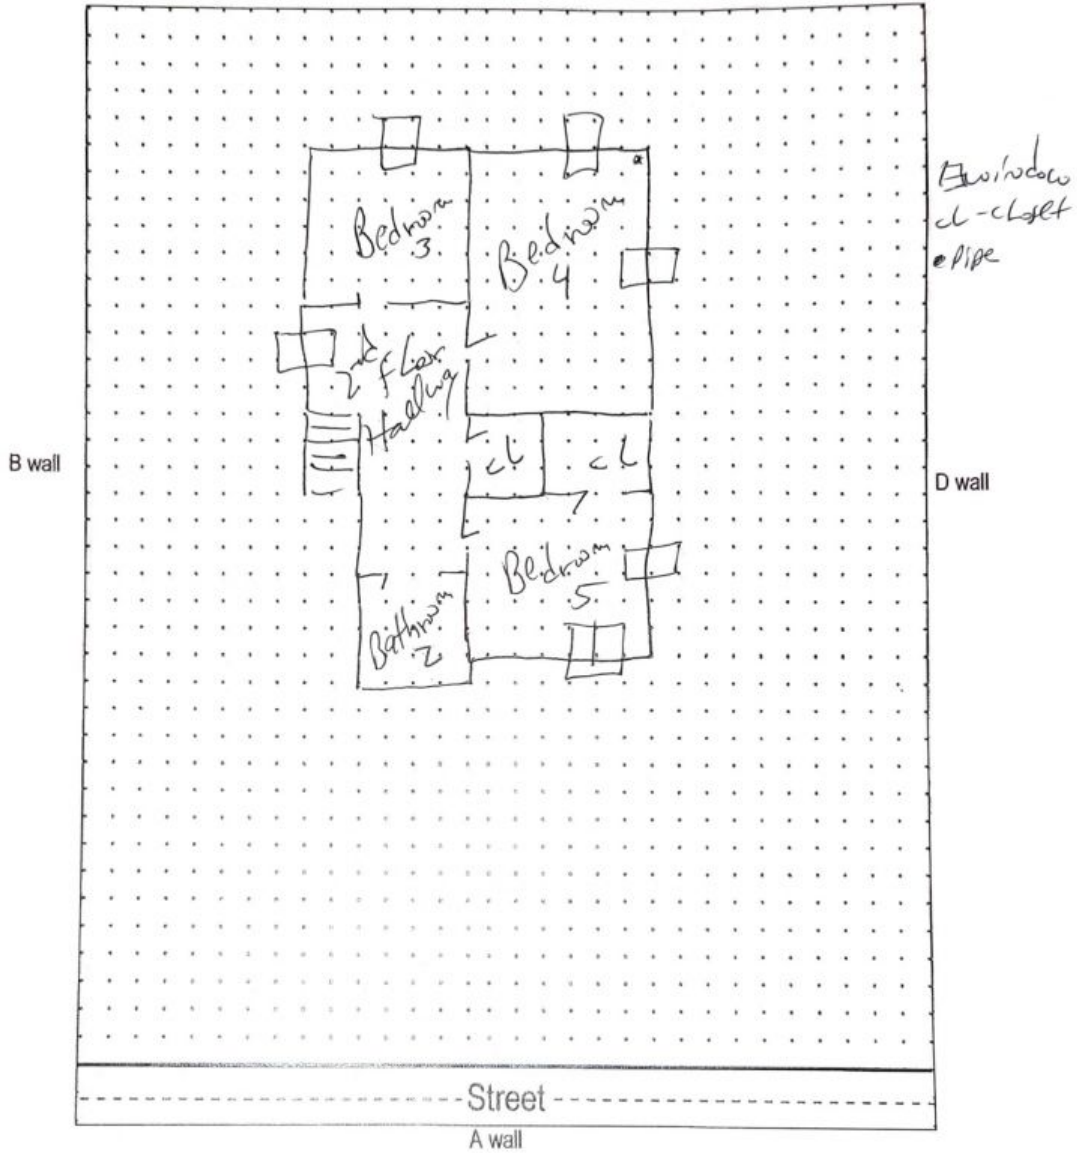 window
cl - closet
Pipe
Bedroom
3
Bedroom
4
2nd floor
Hallway
cl
cl
B wall
D wall
Bedroom
5
Bathroom
2
Street
A wall